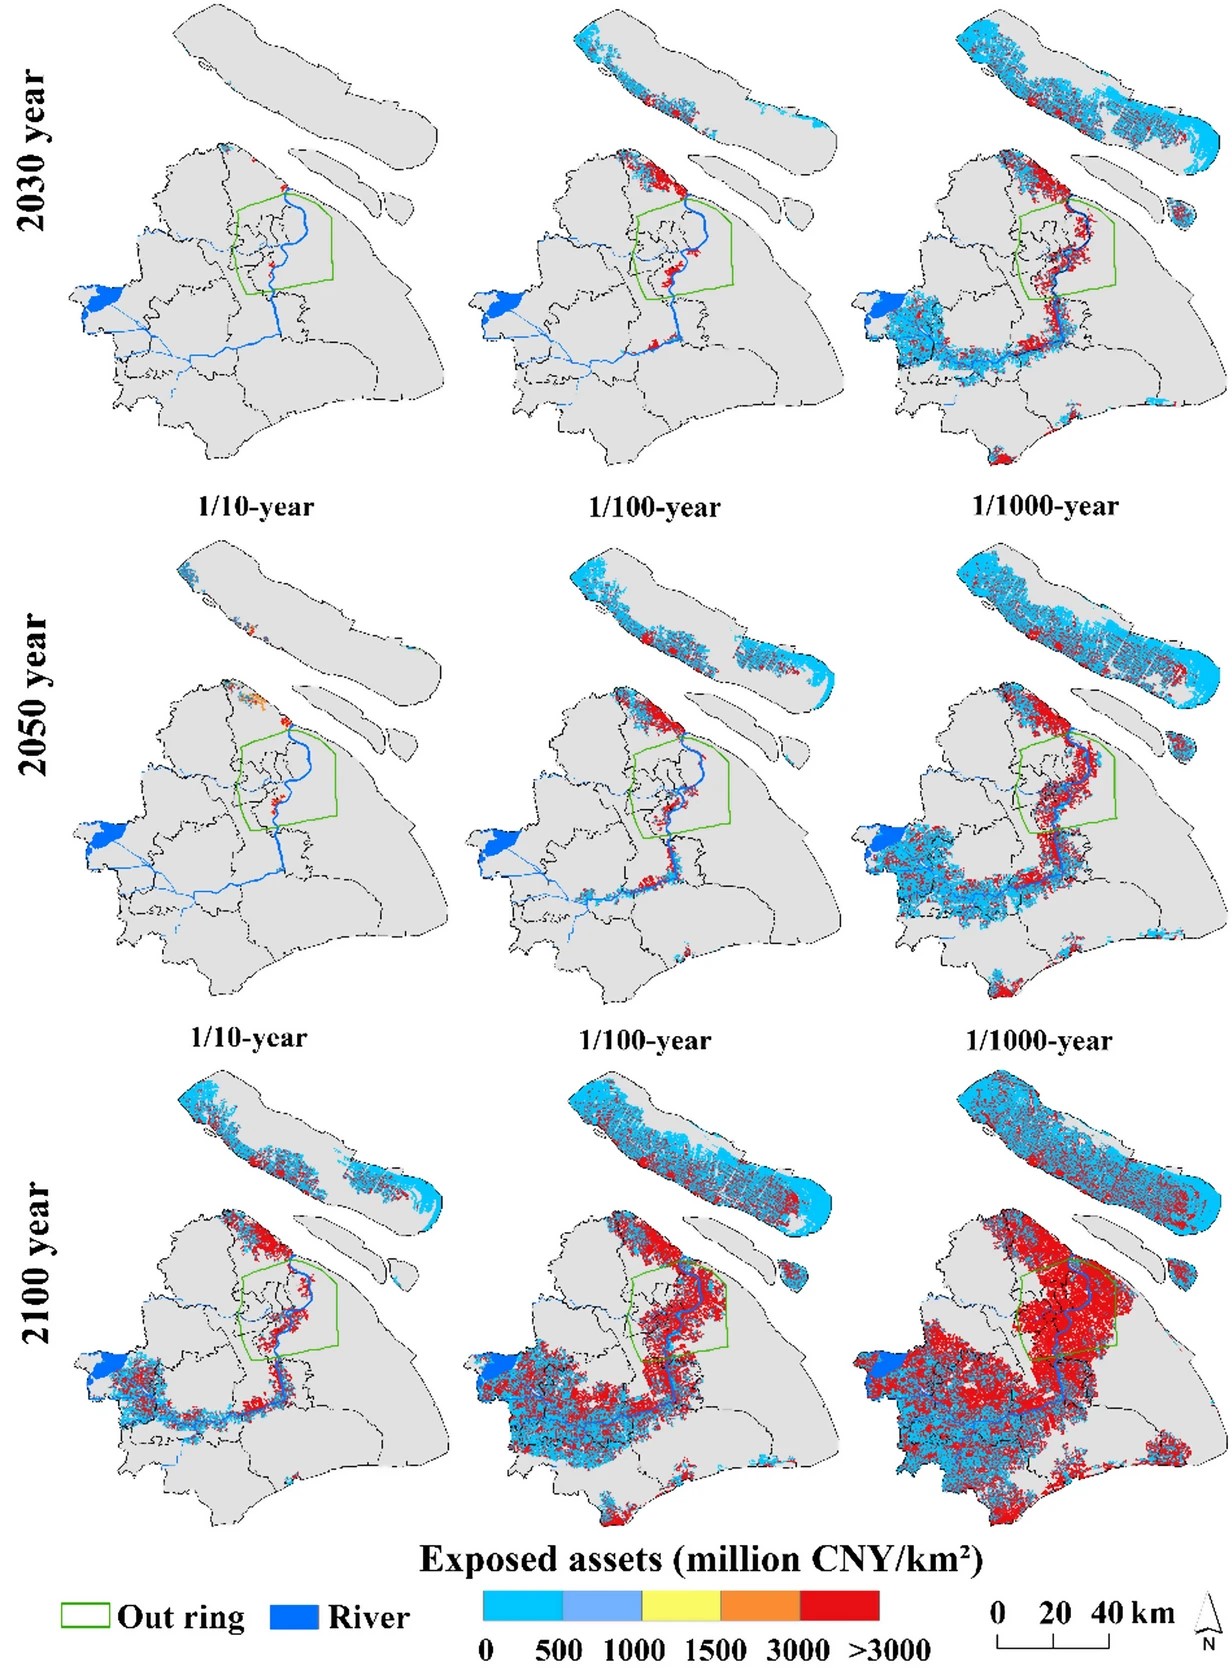 2030 year
1/10-year 1/100-year 1/1000-year
2050 year
1/10-year 1/100-year 1/1000-year
2100 year
Exposed assets (million CNY/km²)
Out ring River
0 500 1000 1500 3000 >3000
0 20 40 km
N